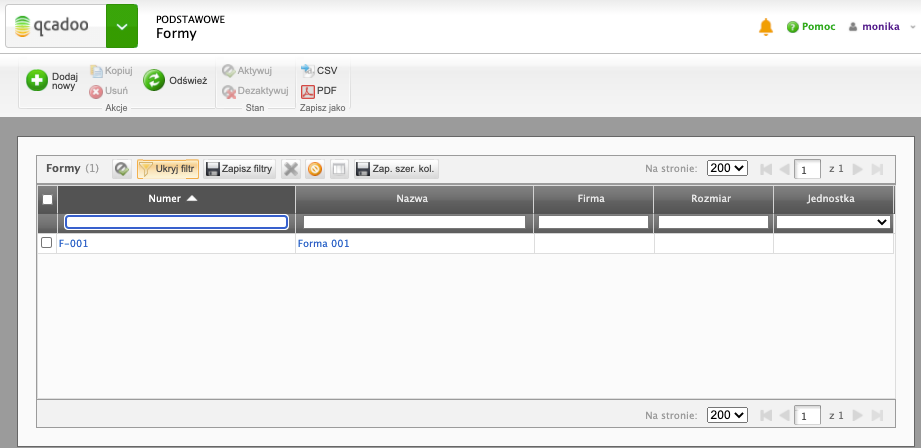 qcadoo
PODSTAWOWE
Formy
Pomoc
monika
Dodaj nowy
Kopiuj
Usuń
Odśwież
Akcje
Aktywuj
Dezaktywuj
Stan
CSV
PDF
Zapisz jako
Formy (1)
Ukryj filtr
Zapisz filtry
Zap. szer. kol.
Na stronie: 200
1 z 1
Numer Nazwa Firma Rozmiar Jednostka
F-001 Forma 001
Na stronie: 200
1 z 1